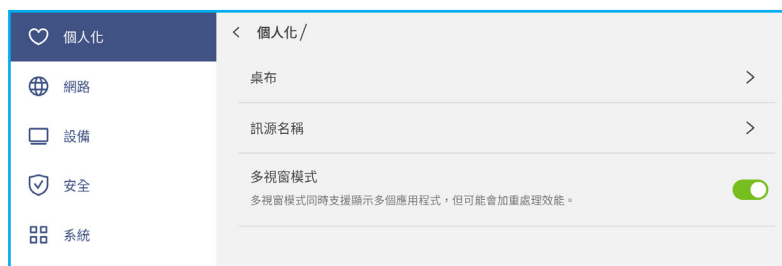 個人化
網路
設備
安全
系統
< 個人化/
桌布
訊源名稱
多視窗模式
多視窗模式同時支援顯示多個應用程式，但可能會加重處理效能。